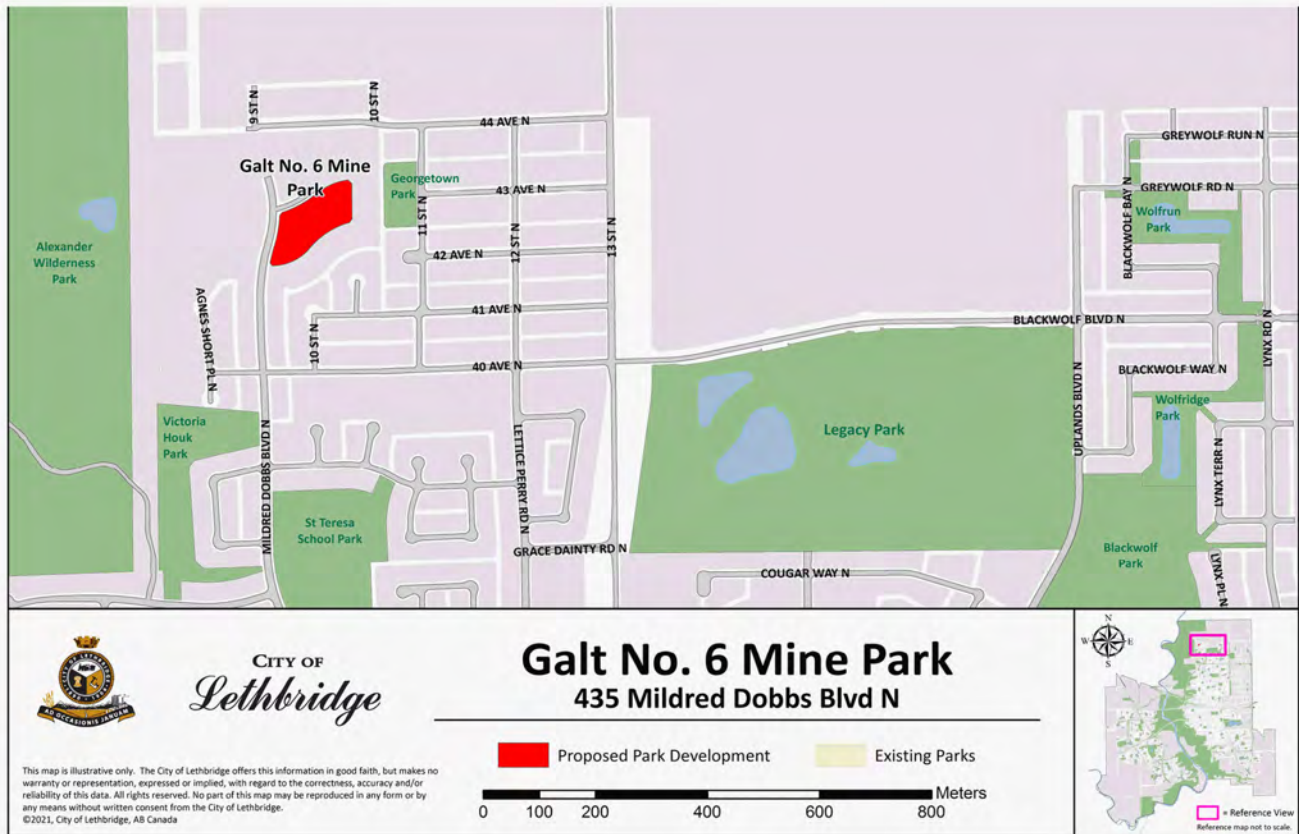 9 ST N
10 ST N
44 AVE N
GREYWOLF RUN N
Galt No. 6 Mine
Park
Georgetown
Park
43 AVE N
GREYWOLF RD N
11 ST N
12 ST N
13 ST N
BLACKWOLF BAY N
Wolfrun
Park
Alexander
Wilderness
Park
42 AVE N
AGNES SHORT PL N
41 AVE N
10 ST N
BLACKWOLF BLVD N
LYNX RD N
40 AVE N
UPLANDS BLVD N
BLACKWOLF WAY N
Wolfridge
Park
Victoria
Houk
Park
MILDRED DOBBS BLVD N
LETTICE PERRY RD N
Legacy Park
LYNX TERR N
St Teresa
School Park
GRACE DAINTY RD N
Blackwolf
Park
COUGAR WAY N
LYNX PL N
CITY OF
Lethbridge
AD OCCASIONIS JANUAM
Galt No. 6 Mine Park
435 Mildred Dobbs Blvd N
Proposed Park Development
Existing Parks
0 100 200 400 600 800 Meters
This map is illustrative only. The City of Lethbridge offers this information in good faith, but makes no
warranty or representation, expressed or implied, with regard to the correctness, accuracy and/or
reliability of this data. All rights reserved. No part of this map may be reproduced in any form or by
any means without written consent from the City of Lethbridge.
©2021, City of Lethbridge, AB Canada
N
W E
S
= Reference View
Reference map not to scale.